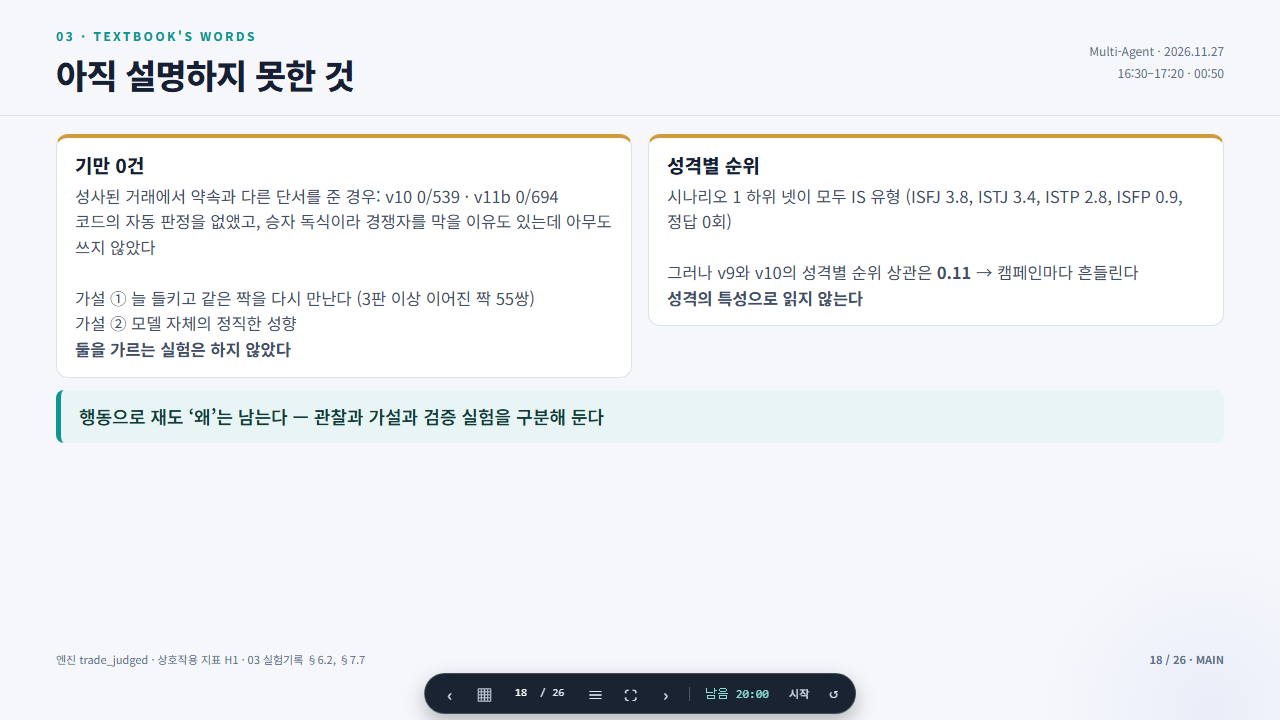 03 · TEXTBOOK'S WORDS
아직 설명하지 못한 것
Multi-Agent · 2026.11.27
16:30–17:20 · 00:50
기만 0건
성사된 거래에서 약속과 다른 단서를 준 경우: v10 0/539 · v11b 0/694
코드의 자동 판정을 없앴고, 승자 독식이라 경쟁자를 막을 이유도 있는데 아무도
쓰지 않았다
가설 ① 늘 들키고 같은 짝을 다시 만난다 (3판 이상 이어진 짝 55쌍)
가설 ② 모델 자체의 정직한 성향
둘을 가르는 실험은 하지 않았다
성격별 순위
시나리오 1 하위 넷이 모두 IS 유형 (ISFJ 3.8, ISTJ 3.4, ISTP 2.8, ISFP 0.9,
정답 0회)
그러나 v9와 v10의 성격별 순위 상관은 0.11 → 캠페인마다 흔들린다
성격의 특성으로 읽지 않는다
행동으로 재도 ‘왜’는 남는다 — 관찰과 가설과 검증 실험을 구분해 둔다
엔진 trade_judged · 상호작용 지표 H1 · 03 실험기록 §6.2, §7.7
18 / 26 · MAIN
‹ 18 / 26 › 남음 20:00 시작 ↺